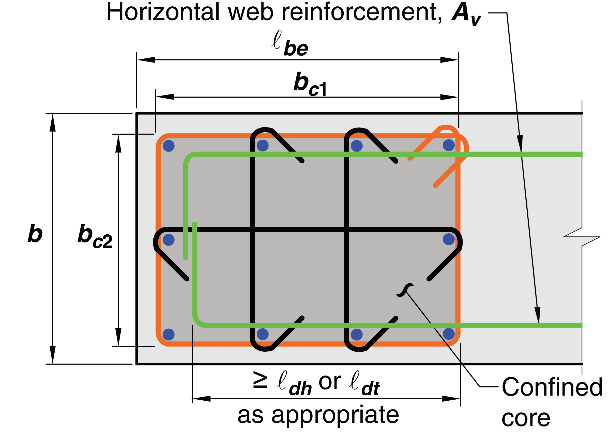 Horizontal web reinforcement, Av
ℓbe
bc1
b
bc2
≥ ℓdh or ℓdt
as appropriate
Confined
core